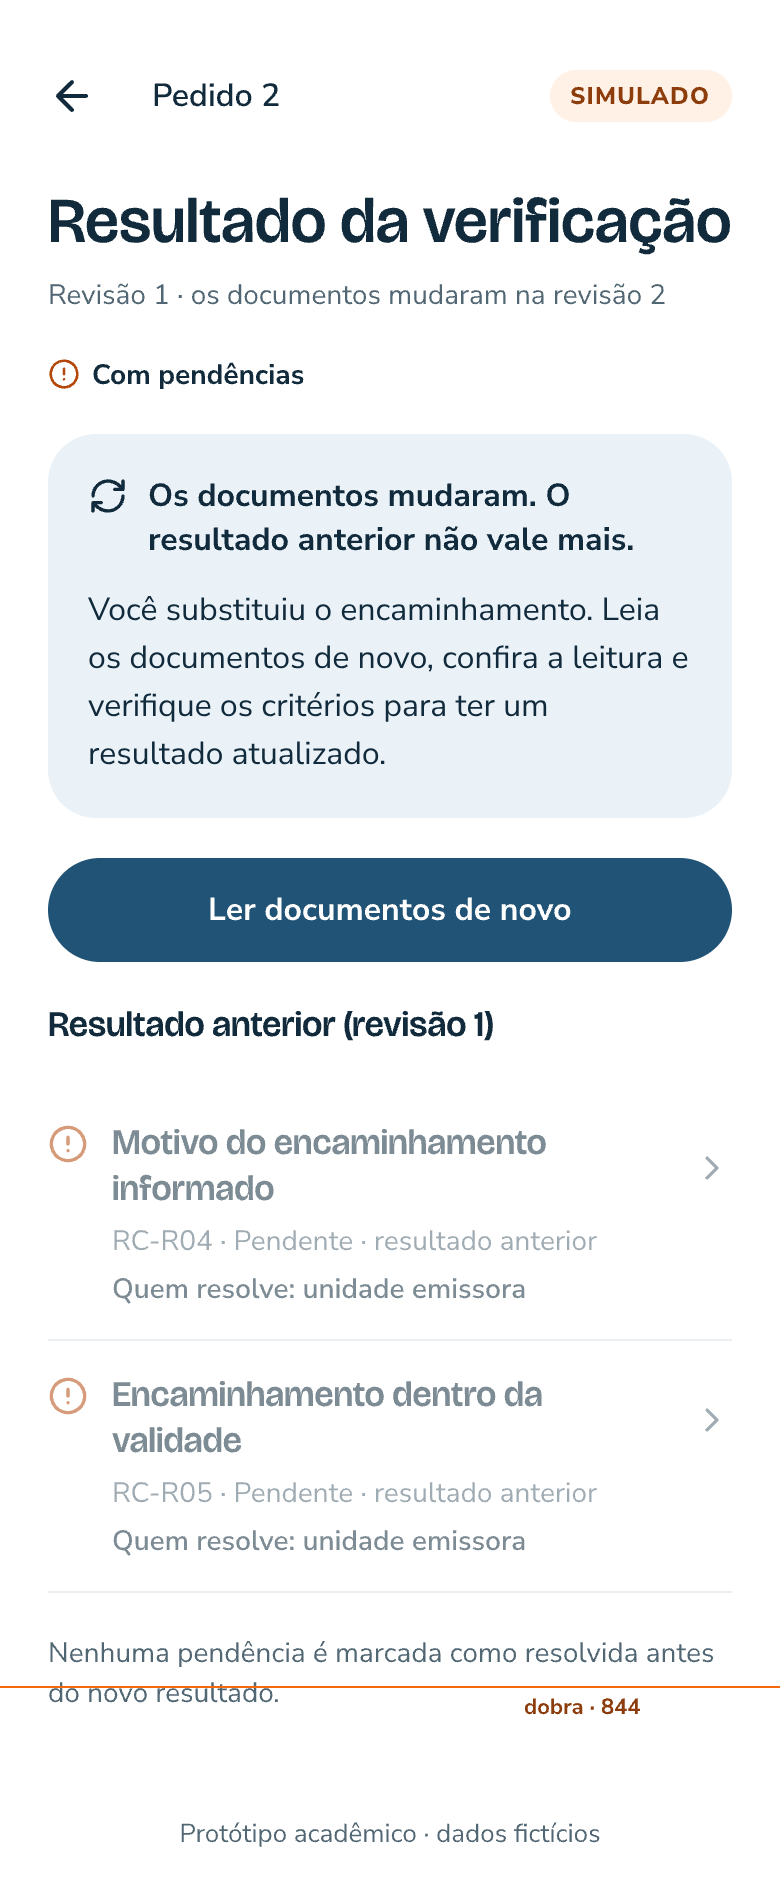 Pedido 2
SIMULADO
Resultado da verificação
Revisão 1 · os documentos mudaram na revisão 2
Com pendências
Os documentos mudaram. O
resultado anterior não vale mais.
Você substituiu o encaminhamento. Leia
os documentos de novo, confira a leitura e
verifique os critérios para ter um
resultado atualizado.
Ler documentos de novo
Resultado anterior (revisão 1)
Motivo do encaminhamento
informado
RC-R04 · Pendente · resultado anterior
Quem resolve: unidade emissora
Encaminhamento dentro da
validade
RC-R05 · Pendente · resultado anterior
Quem resolve: unidade emissora
Nenhuma pendência é marcada como resolvida antes
do novo resultado.
dobra · 844
Protótipo acadêmico · dados fictícios